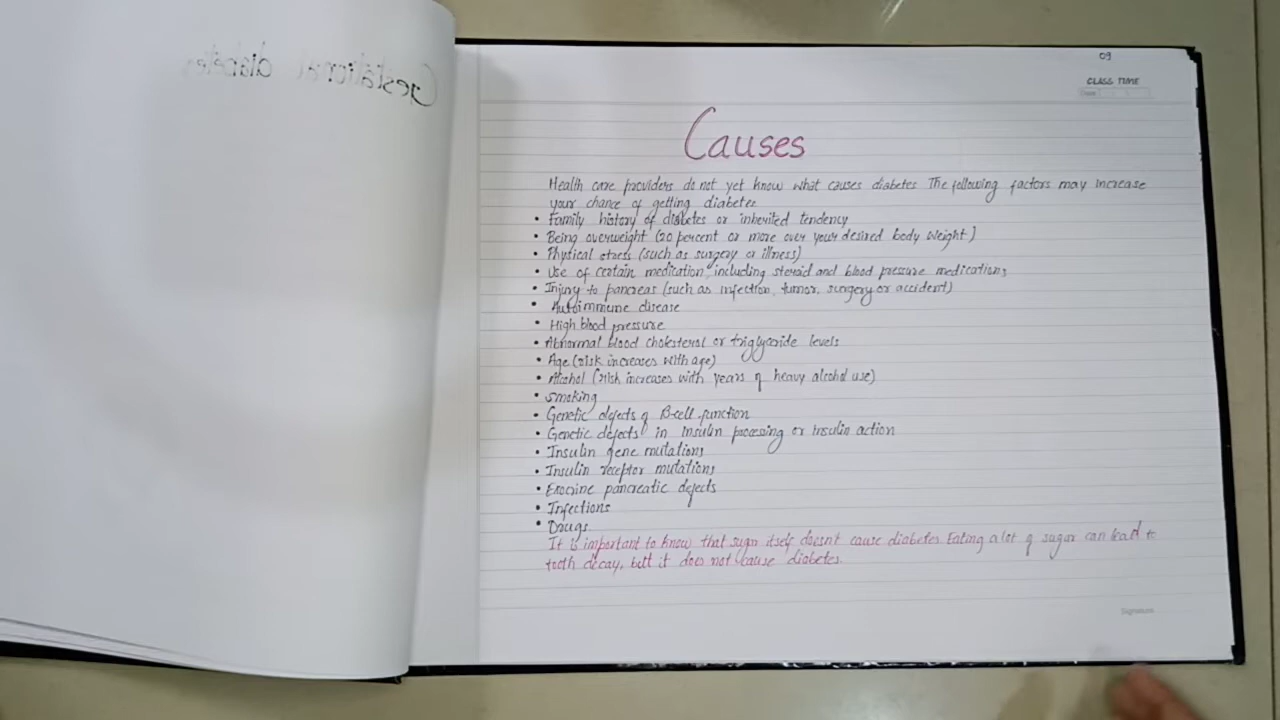 Gestational diabetes
09
CLASS TIME
Date
Causes
Health care providers do not yet know what causes diabetes The following factors may increase
your chance of getting diabetes
• Family history of diabetes or inherited tendency
• Being overweight (20 percent or more over your desired body weight)
• Physical stress (such as surgery or illness)
• Use of certain medication, including steroid and blood pressure medications
• Injury to pancreas (such as infection, tumor, surgery or accident)
• Autoimmune disease
• High blood pressure
• Abnormal blood cholesterol or triglyceride levels
• Age (risk increases with age)
• Alcohol (risk increases with years of heavy alcohol use)
• Smoking
• Genetic defects of B-cell function
• Genetic defects in insulin processing or insulin action
• Insulin gene mutations
• Insulin receptor mutations
• Exocrine pancreatic defects
• Infections
• Drugs
It is important to know that sugar itself doesn't cause diabetes. Eating a lot of sugar can lead to
tooth decay, but it does not cause diabetes.
Signature